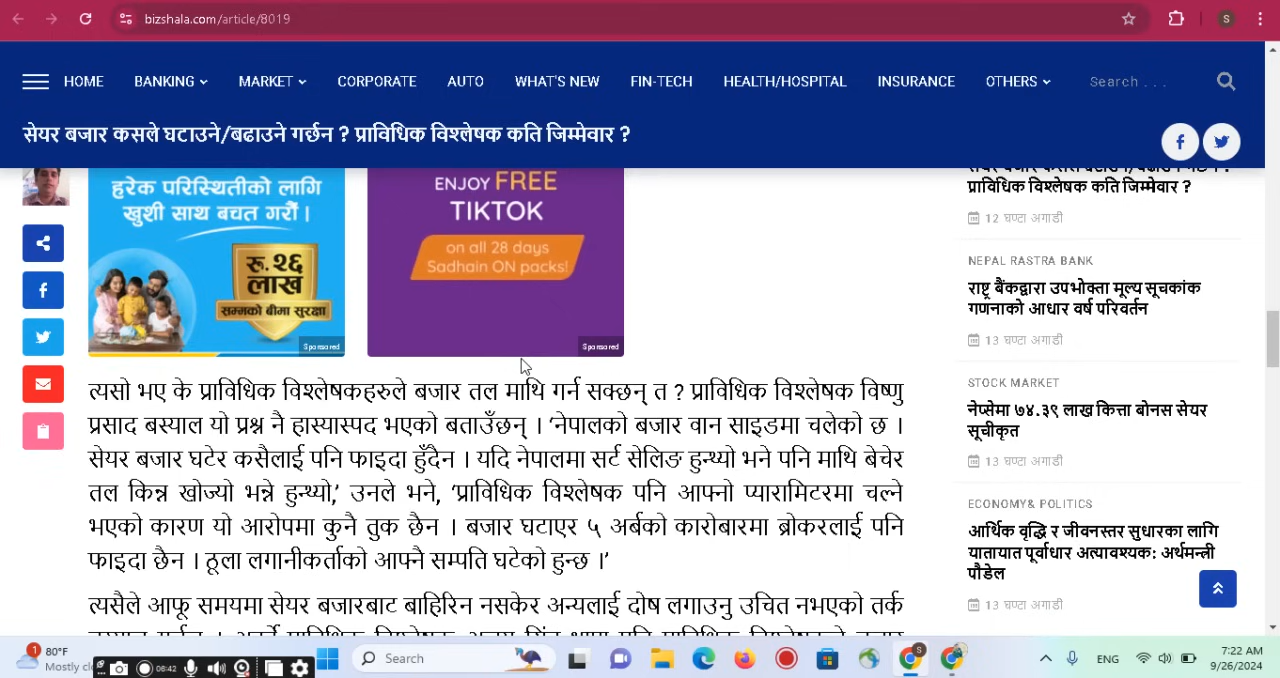 bizshala.com/article/8019
S
HOME BANKING MARKET CORPORATE AUTO WHAT'S NEW FIN-TECH HEALTH/HOSPITAL INSURANCE OTHERS Search . . .
सेयर बजार कसले घटाउने/बढाउने गर्छन ? प्राविधिक विश्लेषक कति जिम्मेवार ?
हरेक परिस्थितीको लागि
खुशी साथ बचत गरौँ ।
रू.२६
लाख
सम्मको बीमा सुरक्षा
Sponsored
ENJOY FREE
TIKTOK
on all 28 days
Sadhain ON packs!
Sponsored
त्यसो भए के प्राविधिक विश्लेषकहरुले बजार तल माथि गर्न सक्छन् त ? प्राविधिक विश्लेषक विष्णु
प्रसाद बस्याल यो प्रश्न नै हास्यास्पद भएको बताउँछन् । ‘नेपालको बजार वान साइडमा चलेको छ ।
सेयर बजार घटेर कसैलाई पनि फाइदा हुँदैन । यदि नेपालमा सर्ट सेलिङ हुन्थ्यो भने पनि माथि बेचेर
तल किन्न खोज्यो भन्ने हुन्थ्यो,’ उनले भने, ‘प्राविधिक विश्लेषक पनि आफ्नो प्यारामिटरमा चल्ने
भएको कारण यो आरोपमा कुनै तुक छैन । बजार घटाएर ५ अर्बको कारोबारमा ब्रोकरलाई पनि
फाइदा छैन । ठूला लगानीकर्ताको आफ्नै सम्पति घटेको हुन्छ ।’
त्यसैले आफू समयमा सेयर बजारबाट बाहिरिन नसकेर अन्यलाई दोष लगाउनु उचित नभएको तर्क
प्राविधिक विश्लेषक कति जिम्मेवार ?
12 घण्टा अगाडी
NEPAL RASTRA BANK
राष्ट्र बैंकद्वारा उपभोक्ता मूल्य सूचकांक
गणनाको आधार वर्ष परिवर्तन
13 घण्टा अगाडी
STOCK MARKET
नेप्सेमा ७४.३९ लाख कित्ता बोनस सेयर
सूचीकृत
13 घण्टा अगाडी
ECONOMY& POLITICS
आर्थिक वृद्धि र जीवनस्तर सुधारका लागि
यातायात पूर्वाधार अत्यावश्यक: अर्थमन्त्री
पौडेल
13 घण्टा अगाडी
1
80°F
Mostly
08:42
Search
S
ENG
7:22 AM
9/26/2024